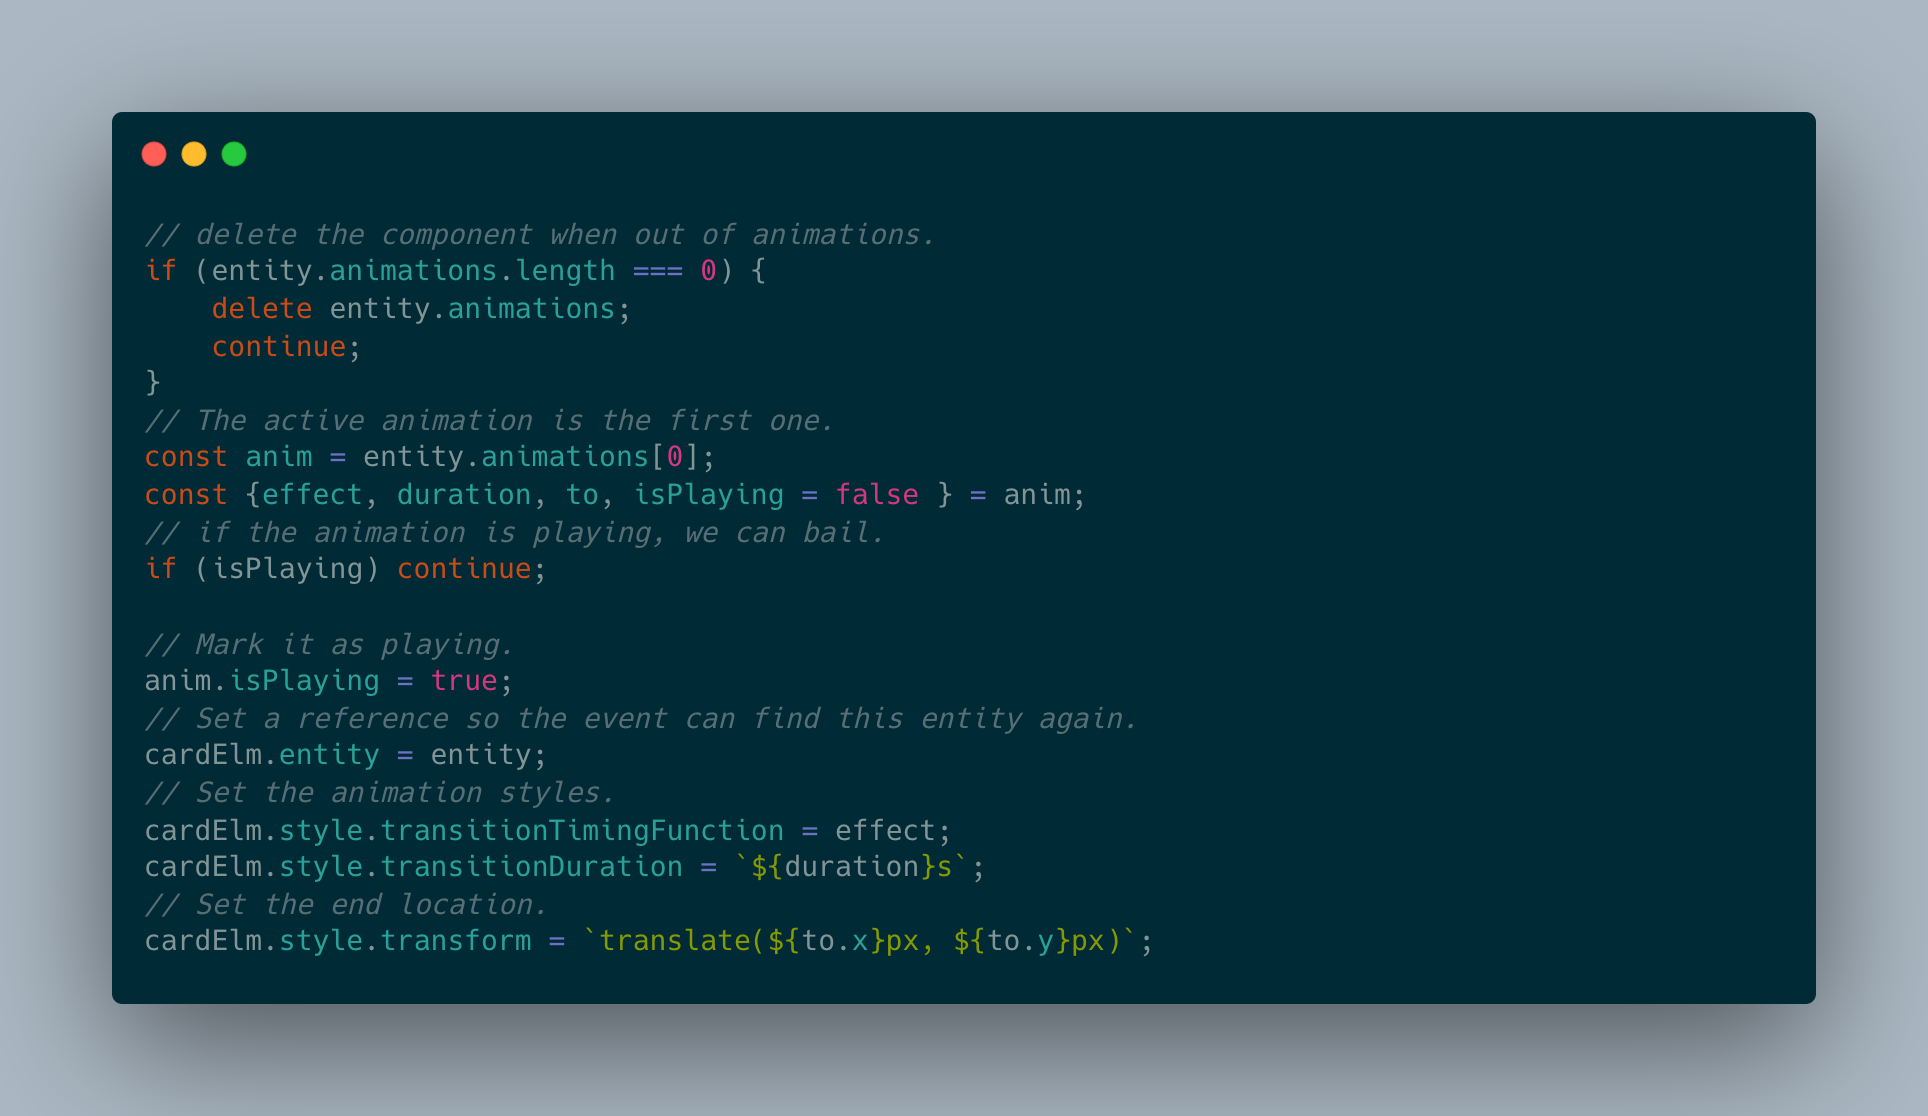 // delete the component when out of animations.
if (entity.animations.length === 0) {
    delete entity.animations;
    continue;
}
// The active animation is the first one.
const anim = entity.animations[0];
const {effect, duration, to, isPlaying = false } = anim;
// if the animation is playing, we can bail.
if (isPlaying) continue;

// Mark it as playing.
anim.isPlaying = true;
// Set a reference so the event can find this entity again.
cardElm.entity = entity;
// Set the animation styles.
cardElm.style.transitionTimingFunction = effect;
cardElm.style.transitionDuration = `${duration}s`;
// Set the end location.
cardElm.style.transform = `translate(${to.x}px, ${to.y}px)`;